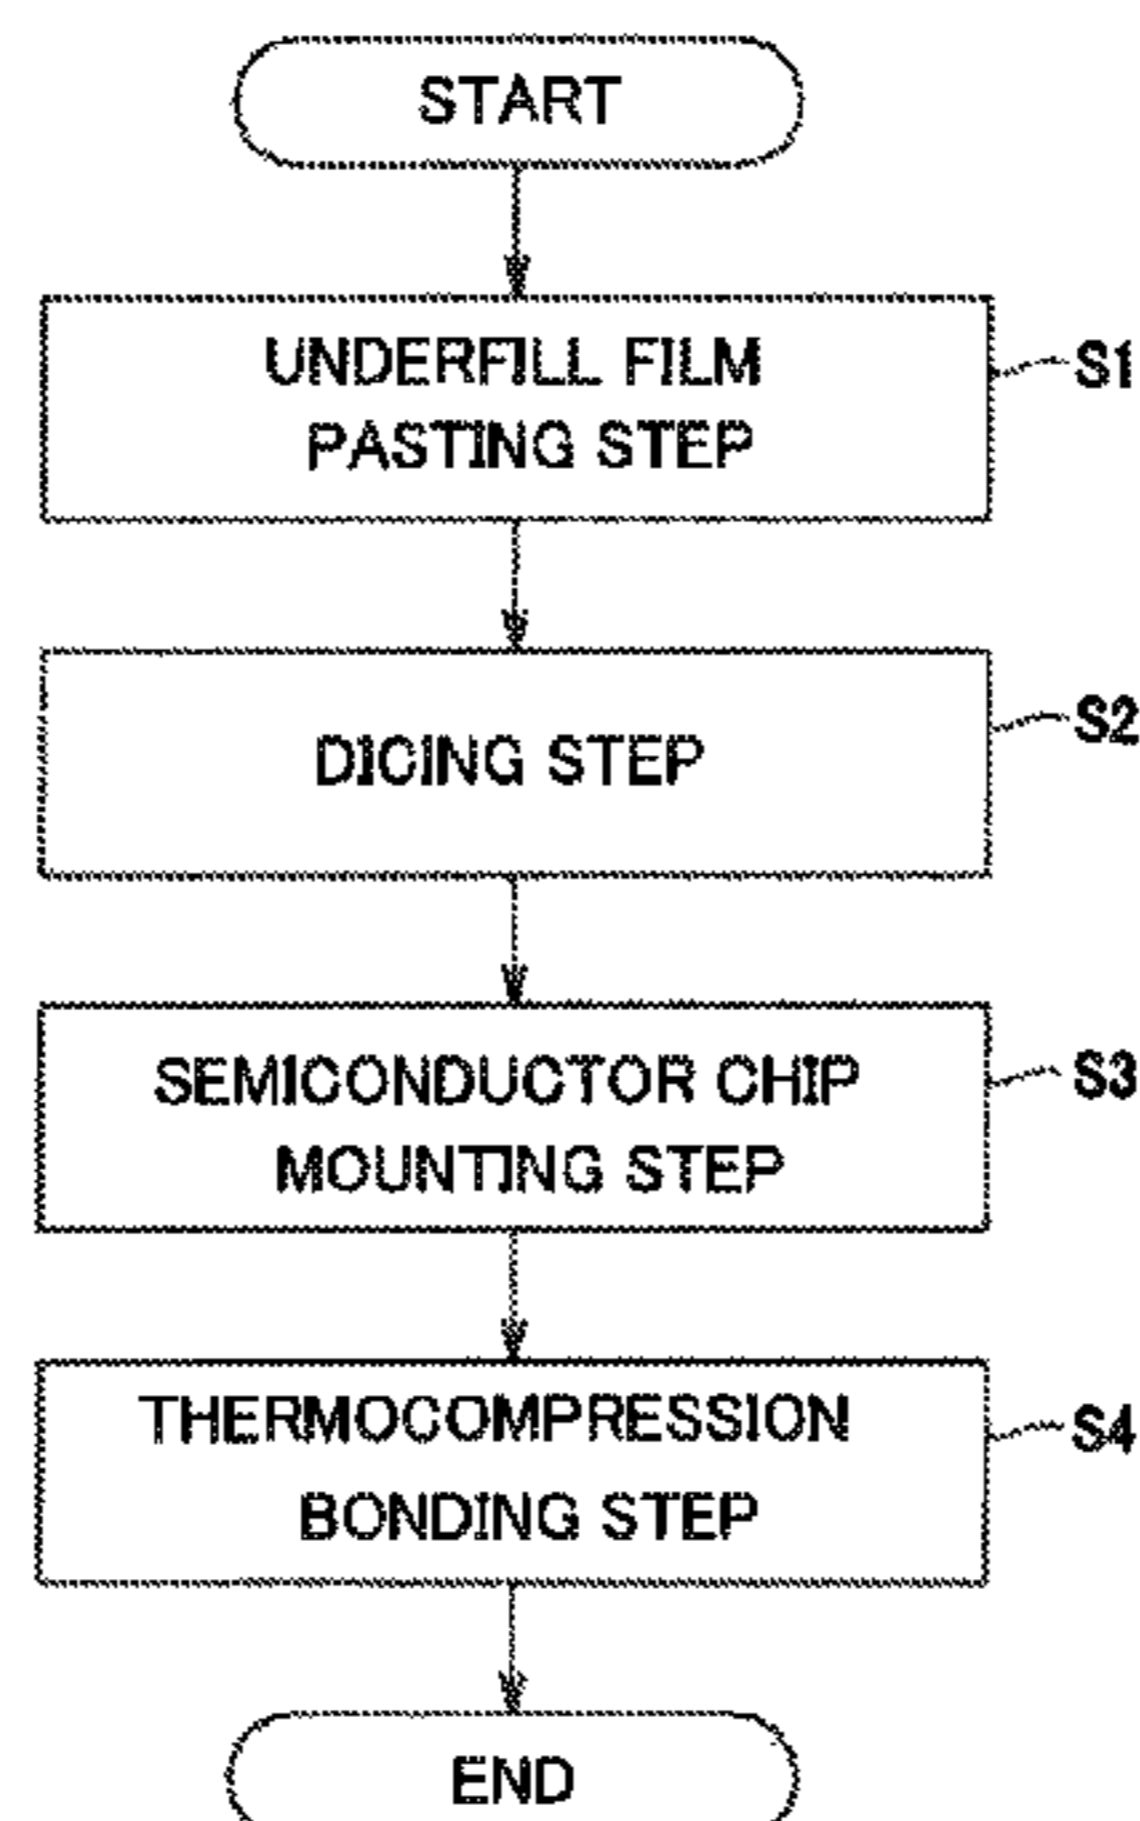 START
UNDERFILL FILM
PASTING STEP
S1
DICING STEP
S2
SEMICONDUCTOR CHIP
MOUNTING STEP
S3
THERMOCOMPRESSION
BONDING STEP
S4
END